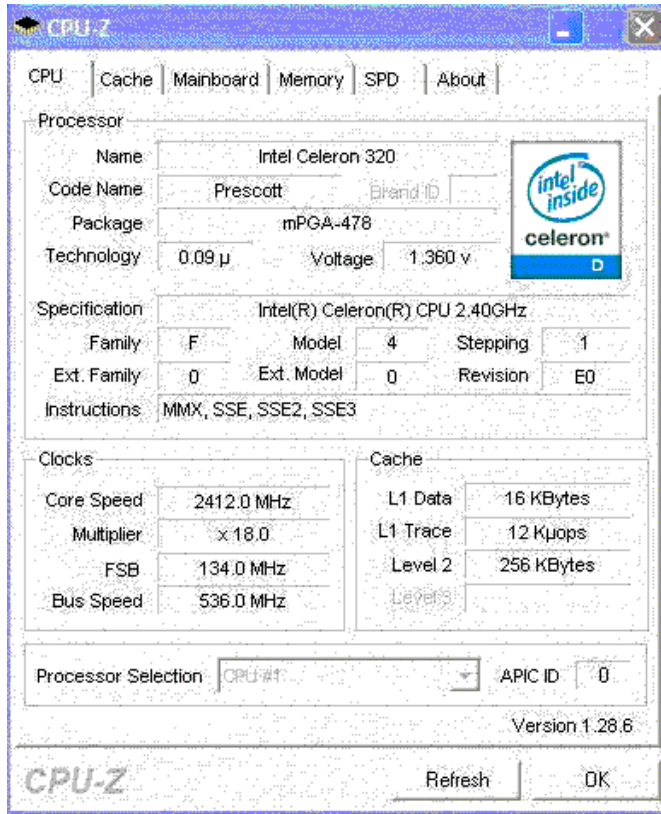 CPU-Z
CPU Cache Mainboard Memory SPD About
Processor
Name Intel Celeron 320
Code Name Prescott Brand ID
Package mPGA-478
Technology 0.09 µ Voltage 1.360 v
intel inside
celeron®
D
Specification Intel(R) Celeron(R) CPU 2.40GHz
Family F Model 4 Stepping 1
Ext. Family 0 Ext. Model 0 Revision E0
Instructions MMX, SSE, SSE2, SSE3
Clocks
Core Speed 2412.0 MHz
Multiplier x 18.0
FSB 134.0 MHz
Bus Speed 536.0 MHz
Cache
L1 Data 16 KBytes
L1 Trace 12 Kµops
Level 2 256 KBytes
Level 3
Processor Selection CPU #1 APIC ID 0
Version 1.28.6
CPU-Z Refresh OK